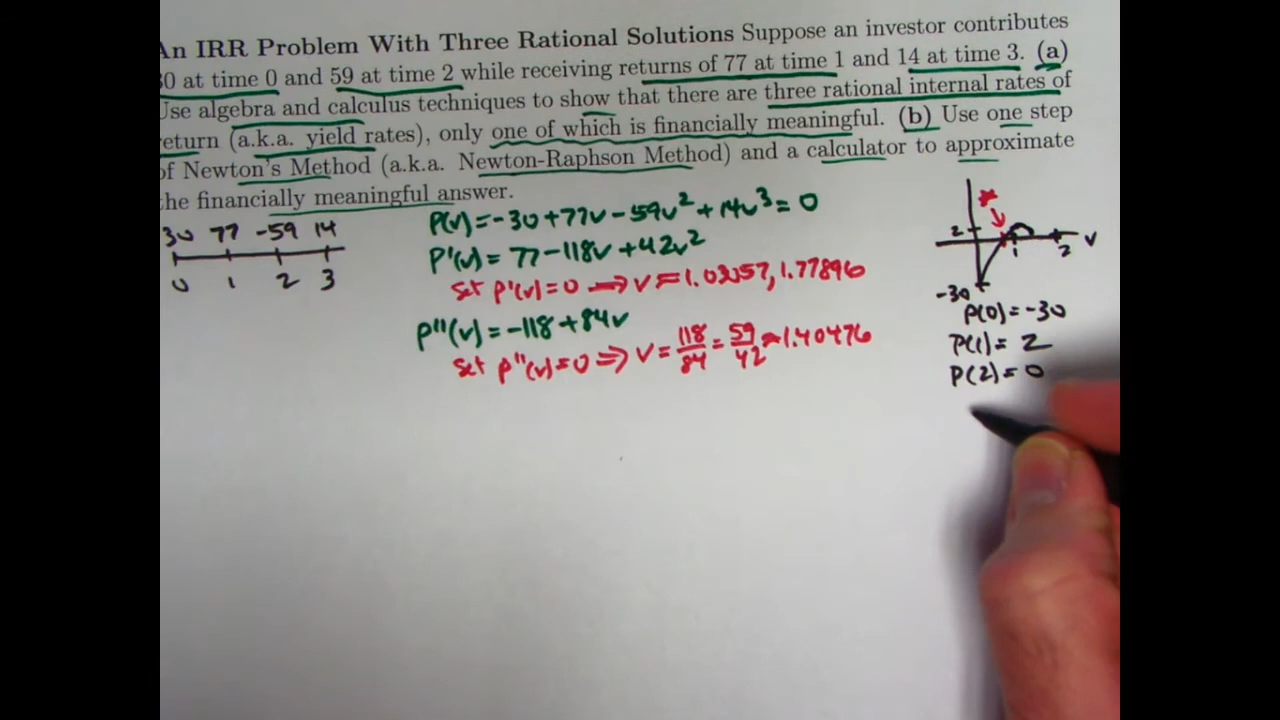 An IRR Problem With Three Rational Solutions Suppose an investor contributes
30 at time 0 and 59 at time 2 while receiving returns of 77 at time 1 and 14 at time 3. (a)
Use algebra and calculus techniques to show that there are three rational internal rates of
return (a.k.a. yield rates), only one of which is financially meaningful. (b) Use one step
of Newton's Method (a.k.a. Newton-Raphson Method) and a calculator to approximate
the financially meaningful answer.
30 77 -59 14
0 1 2 3
P(v) = -30 + 77v - 59v² + 14v³ = 0
P'(v) = 77 - 118v + 42v²
Set P'(v) = 0 ⟹ v ≈ 1.03057, 1.77896
P''(v) = -118 + 84v
Set P''(v) = 0 ⟹ v = 118/84 = 59/42 ≈ 1.40476
2
1 2 v
-30
P(0) = -30
P(1) = 2
P(2) = 0